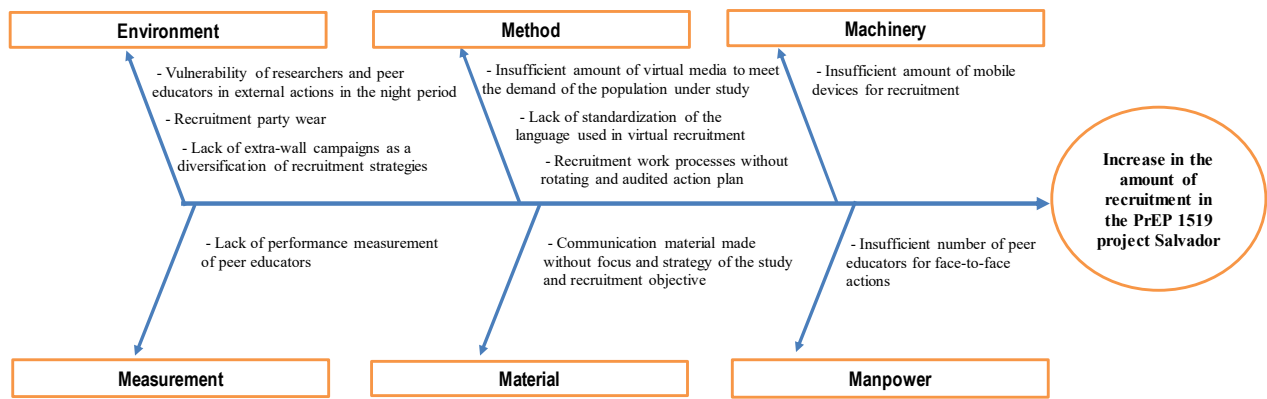 Environment
- Vulnerability of researchers and peer
educators in external actions in the night period
- Recruitment party wear
- Lack of extra-wall campaigns as a
diversification of recruitment strategies
Method
- Insufficient amount of virtual media to meet
the demand of the population under study
- Lack of standardization of the
language used in virtual recruitment
- Recruitment work processes without
rotating and audited action plan
Machinery
- Insufficient amount of mobile
devices for recruitment
Increase in the
amount of
recruitment in
the PrEP 1519
project Salvador
- Lack of performance measurement
of peer educators
Measurement
- Communication material made
without focus and strategy of the study
and recruitment objective
Material
- Insufficient number of peer
educators for face-to-face
actions
Manpower